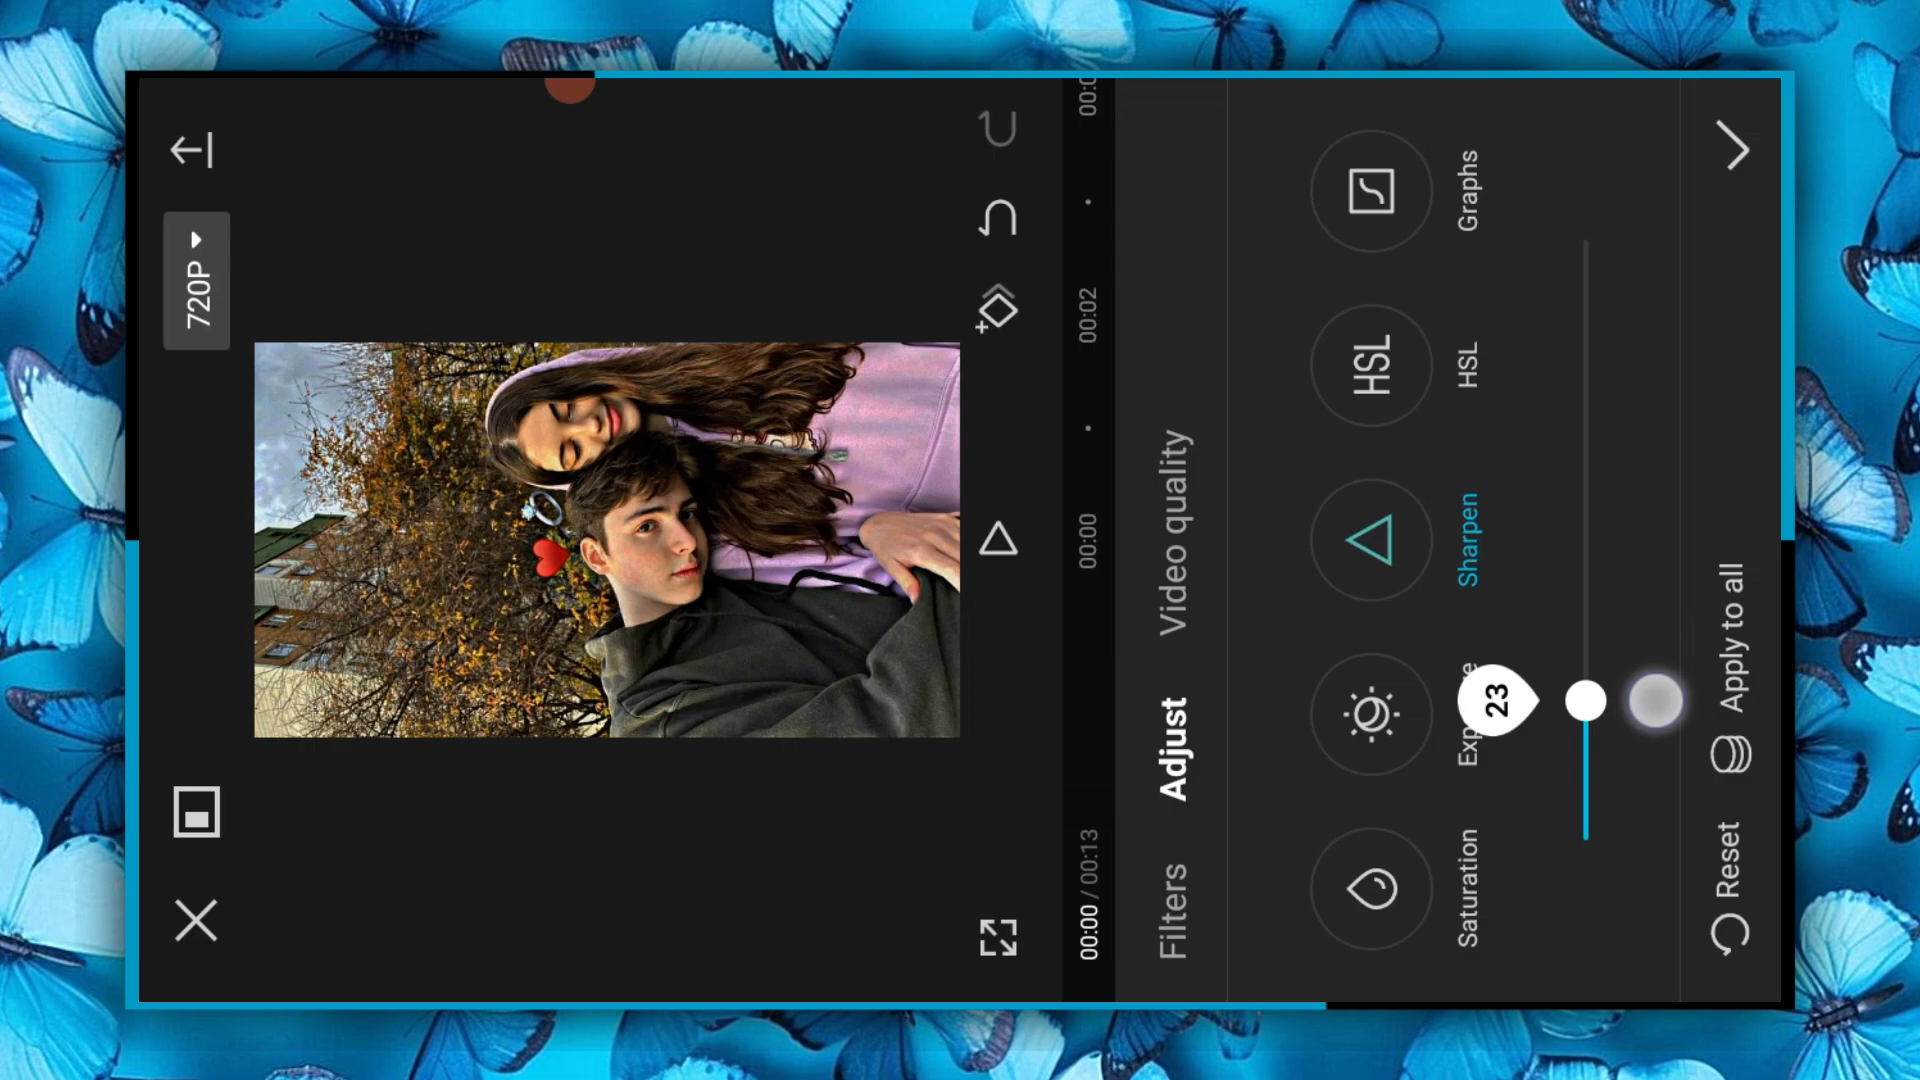 720P
00:00 / 00:13
00:00
00:02
Filters
Adjust
Video quality
Saturation
Sharpen
HSL
HSL
Graphs
23
Reset
Apply to all